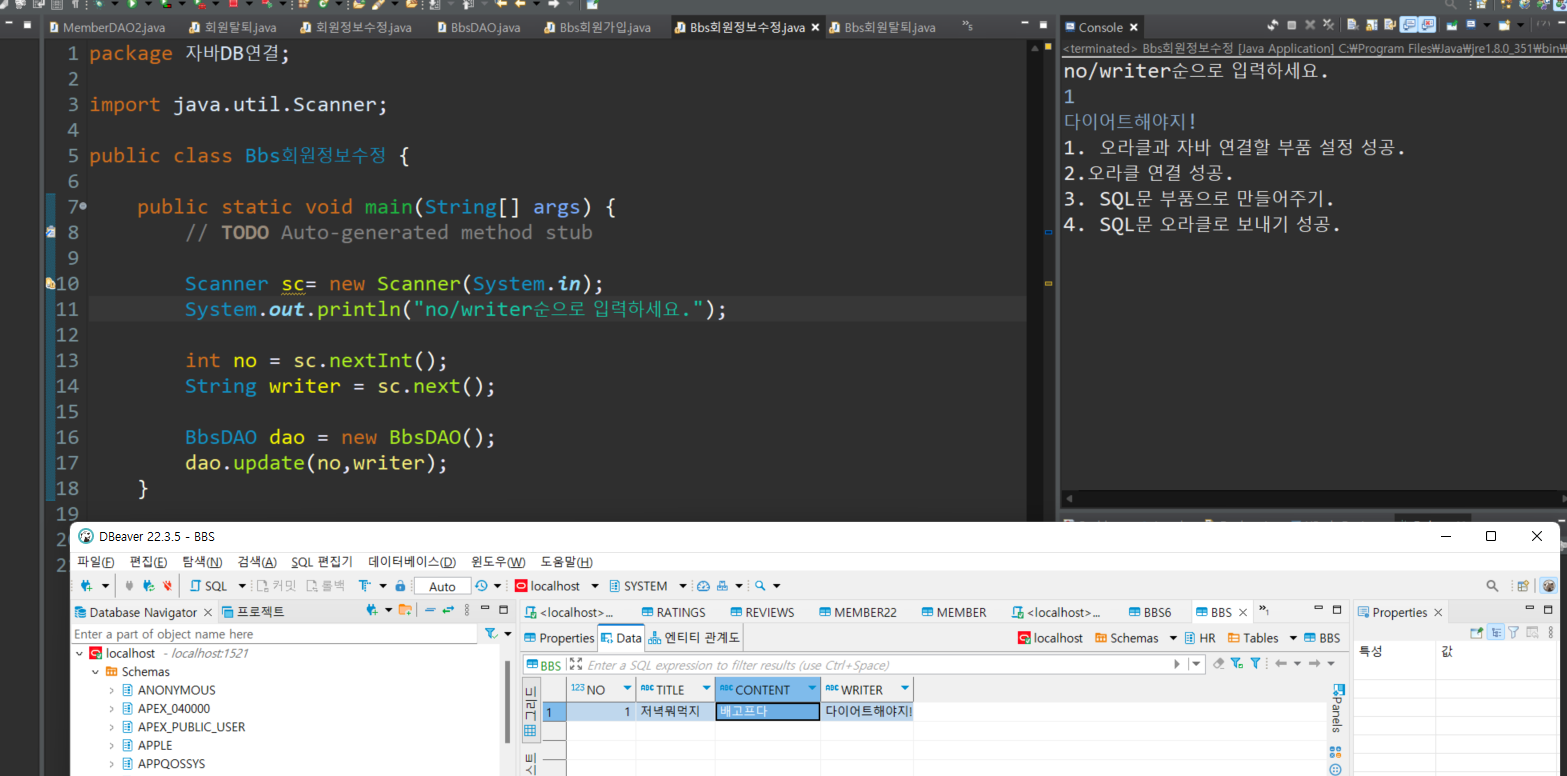 MemberDAO2.java 회원탈퇴.java 회원정보수정.java BbsDAO.java Bbs회원가입.java Bbs회원정보수정.java Bbs회원탈퇴.java »5
1 package 자바DB연결;
2
3 import java.util.Scanner;
4
5 public class Bbs회원정보수정 {
6
7 public static void main(String[] args) {
8 // TODO Auto-generated method stub
9
10 Scanner sc= new Scanner(System.in);
11 System.out.println("no/writer순으로 입력하세요.");
12
13 int no = sc.nextInt();
14 String writer = sc.next();
15
16 BbsDAO dao = new BbsDAO();
17 dao.update(no,writer);
18 }
19
2
2
Console
<terminated> Bbs회원정보수정 [Java Application] C:₩Program Files₩Java₩jre1.8.0_351₩bin₩
no/writer순으로 입력하세요.
1
다이어트해야지!
1. 오라클과 자바 연결할 부품 설정 성공.
2.오라클 연결 성공.
3. SQL문 부품으로 만들어주기.
4. SQL문 오라클로 보내기 성공.
DBeaver 22.3.5 - BBS
파일(F) 편집(E) 탐색(N) 검색(A) SQL 편집기 데이터베이스(D) 윈도우(W) 도움말(H)
SQL 커밋 롤백 Auto localhost SYSTEM
Database Navigator 프로젝트
Enter a part of object name here
localhost - localhost:1521
Schemas
ANONYMOUS
APEX_040000
APEX_PUBLIC_USER
APPLE
APPQOSSYS
<localhost>... RATINGS REVIEWS MEMBER22 MEMBER <localhost>... BBS6 BBS »1
Properties Data 엔티티 관계도 localhost Schemas HR Tables BBS
BBS Enter a SQL expression to filter results (use Ctrl+Space)
그리드
123 NO ABC TITLE ABC CONTENT ABC WRITER
1 1 저녁뭐먹지 배고프다 다이어트해야지!
Panels
Properties
특성 값